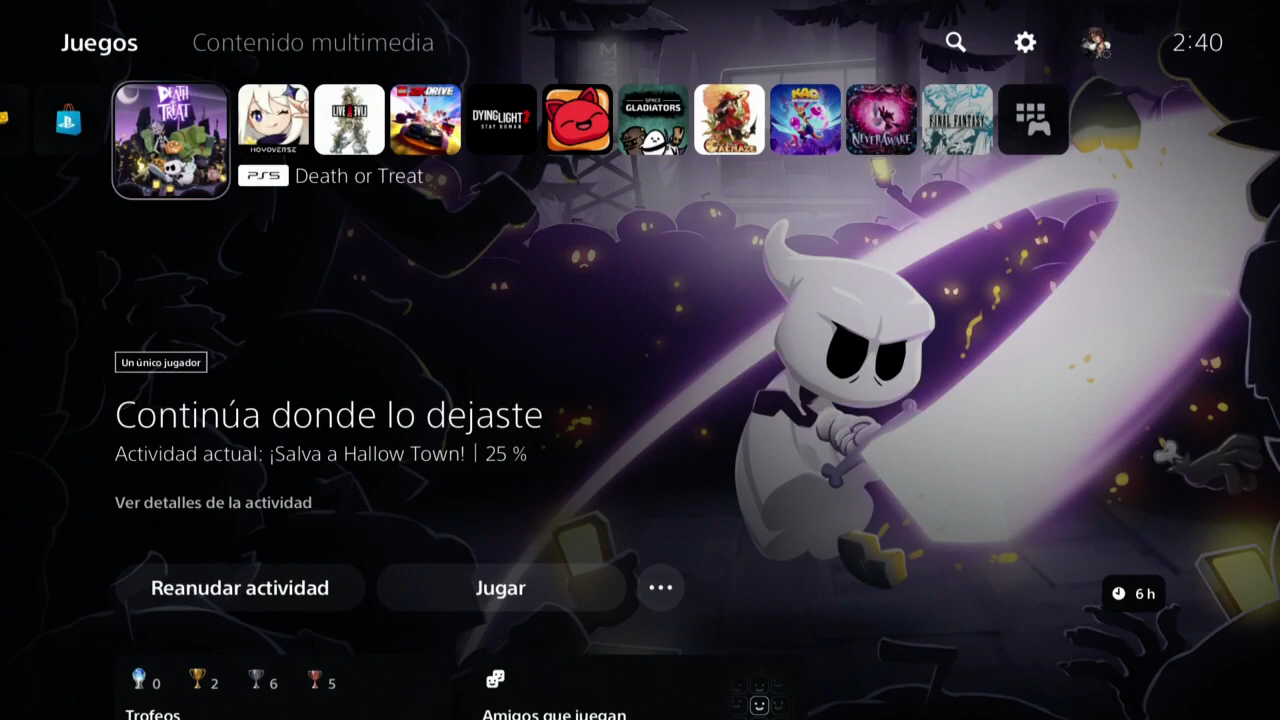 Juegos
Contenido multimedia
2:40
DEATH OR TREAT
HOYOVERSE
LIVE A LIVE
2K DRIVE
DYING LIGHT 2
STAY HUMAN
SPACE
GLADIATORS
KAO
NEVERAWAKE
FINAL FANTASY
PS5 Death or Treat
Un único jugador
Continúa donde lo dejaste
Actividad actual: ¡Salva a Hallow Town! | 25 %
Ver detalles de la actividad
Reanudar actividad
Jugar
6 h
0
2
6
5
Trofeos
Amigos que juegan